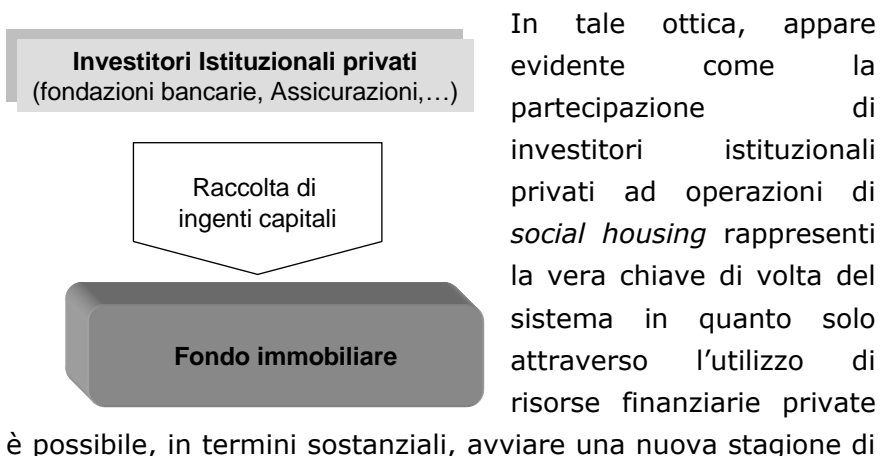 Investitori Istituzionali privati
(fondazioni bancarie, Assicurazioni,…)
Raccolta di
ingenti capitali
Fondo immobiliare
In tale ottica, appare
evidente come la
partecipazione di
investitori istituzionali
privati ad operazioni di
social housing rappresenti
la vera chiave di volta del
sistema in quanto solo
attraverso l’utilizzo di
risorse finanziarie private
è possibile, in termini sostanziali, avviare una nuova stagione di